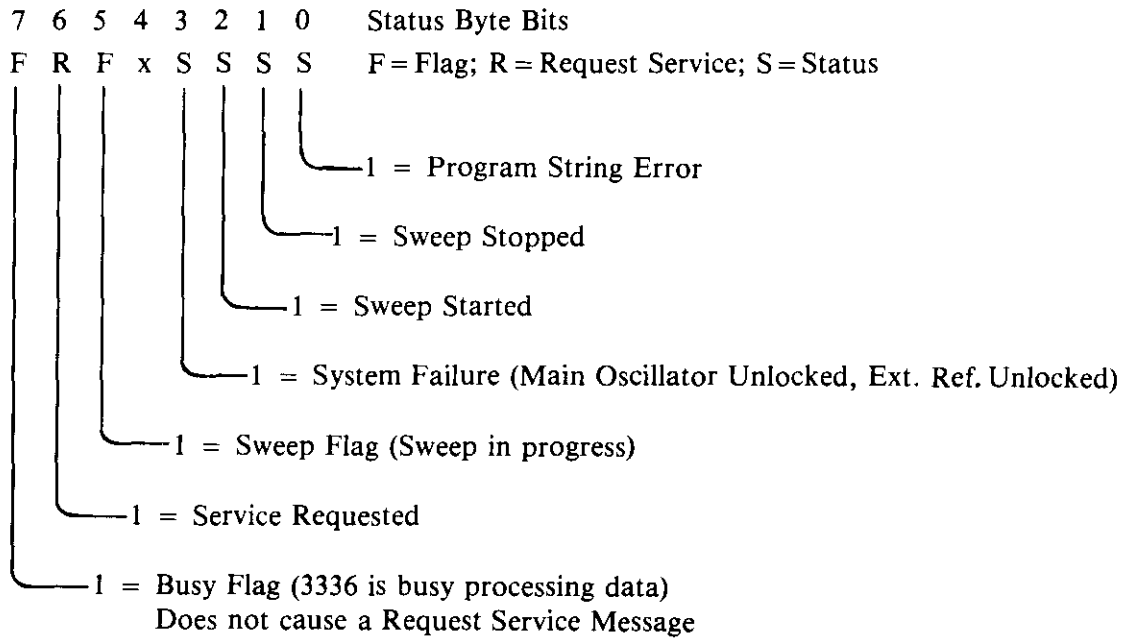 7 6 5 4 3 2 1 0 Status Byte Bits
F R F x S S S S F = Flag; R = Request Service; S = Status
1 = Program String Error
1 = Sweep Stopped
1 = Sweep Started
1 = System Failure (Main Oscillator Unlocked, Ext. Ref. Unlocked)
1 = Sweep Flag (Sweep in progress)
1 = Service Requested
1 = Busy Flag (3336 is busy processing data)
Does not cause a Request Service Message